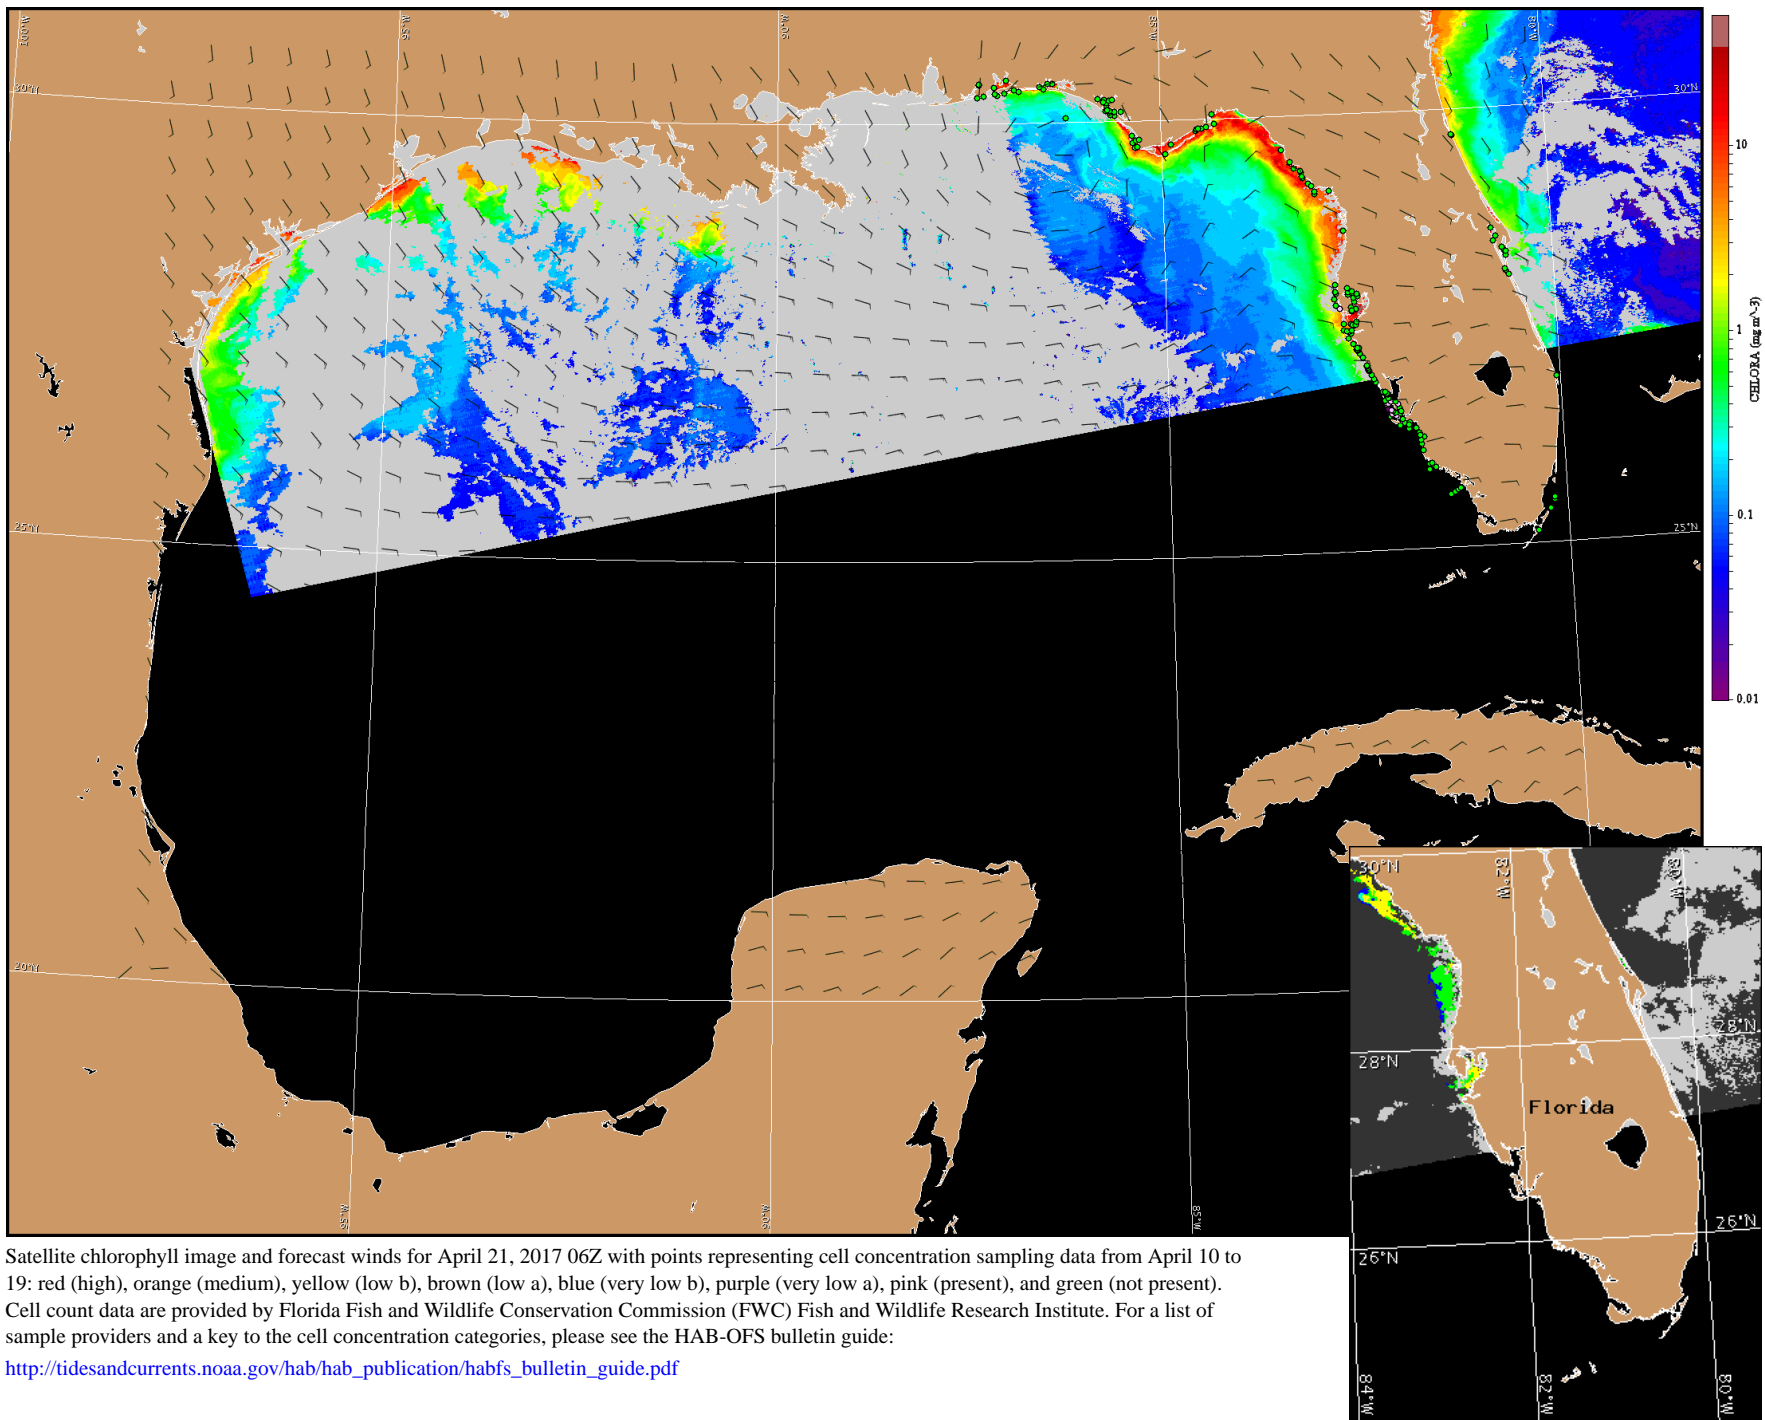 100°W
95°W
90°W
85°W
80°W
30°N
30°N
10
1
CHLORA (mg m^-3)
0.1
25°N
25°N
0.01
20°N
95°W
90°W
85°W
30°N
82°W
80°W
28°N
28°N
Florida
26°N
26°N
84°W
82°W
80°W
Satellite chlorophyll image and forecast winds for April 21, 2017 06Z with points representing cell concentration sampling data from April 10 to
19: red (high), orange (medium), yellow (low b), brown (low a), blue (very low b), purple (very low a), pink (present), and green (not present).
Cell count data are provided by Florida Fish and Wildlife Conservation Commission (FWC) Fish and Wildlife Research Institute. For a list of
sample providers and a key to the cell concentration categories, please see the HAB-OFS bulletin guide:
http://tidesandcurrents.noaa.gov/hab/hab_publication/habfs_bulletin_guide.pdf